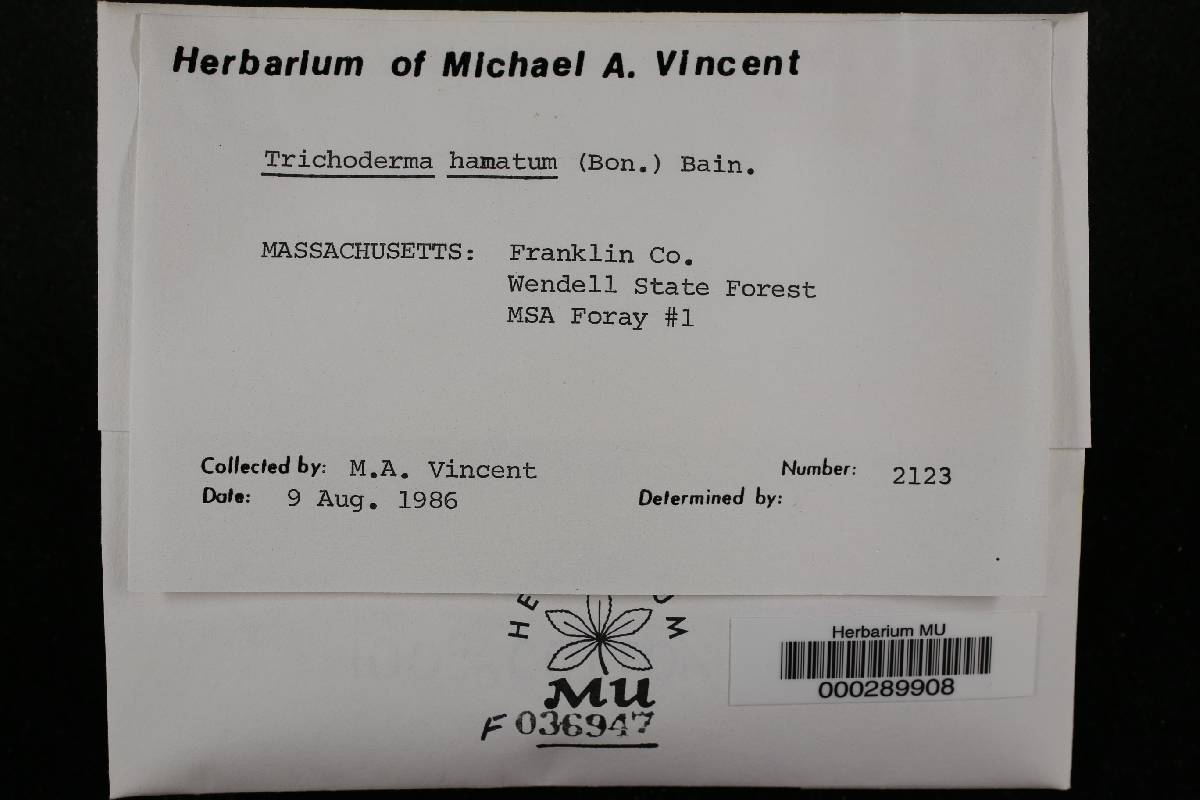 Herbarium of Michael A. Vincent
Trichoderma hamatum (Bon.) Bain.
MASSACHUSETTS: Franklin Co.
Wendell State Forest
MSA Foray #1
Collected by: M.A. Vincent
Number: 2123
Date: 9 Aug. 1986
Determined by:
MU
F 036947
Herbarium MU
000289908